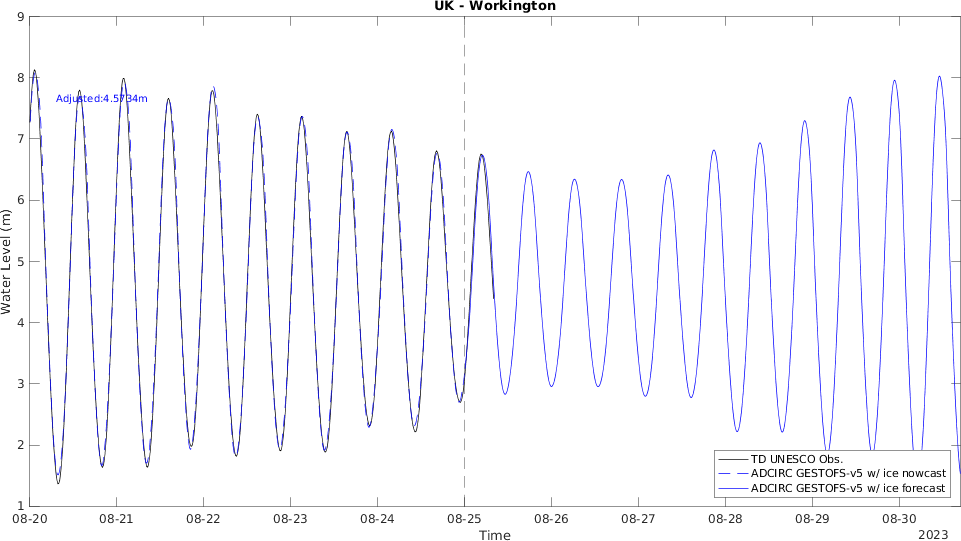 UK - Workington
9
8
Adjusted:4.5734m
7
6
5
4
3
2
1
Water Level (m)
TD UNESCO Obs.
ADCIRC GESTOFS-v5 w/ ice nowcast
ADCIRC GESTOFS-v5 w/ ice forecast
08-20 08-21 08-22 08-23 08-24 08-25 08-26 08-27 08-28 08-29 08-30
Time
2023